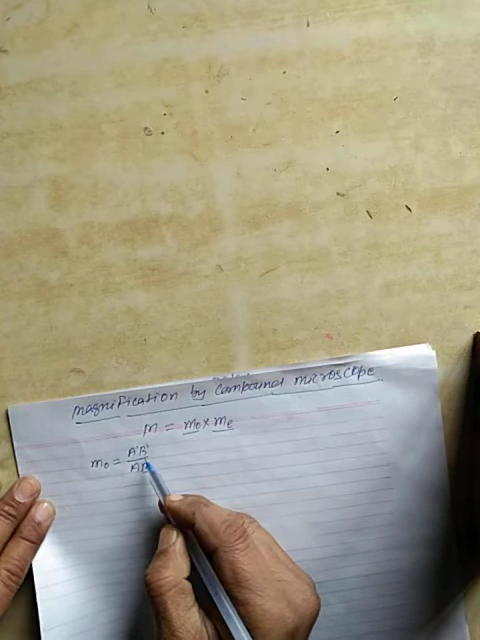 magnification by compound microscope
M = mo x me
mo = A'B'
AB